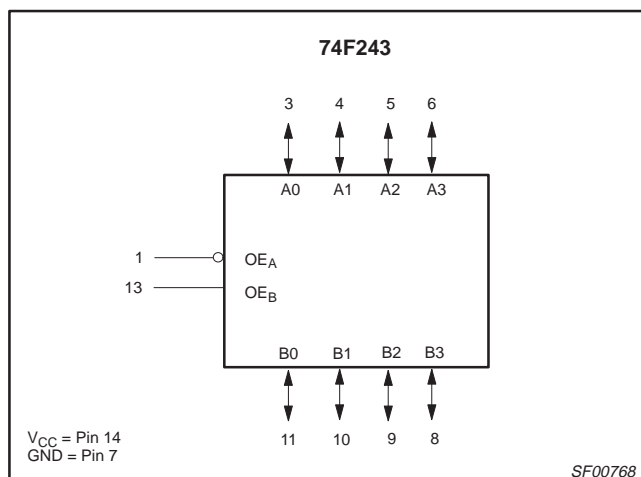 74F243
3 4 5 6
A0 A1 A2 A3
1 OEA
13 OEB
B0 B1 B2 B3
11 10 9 8
VCC = Pin 14
GND = Pin 7
SF00768